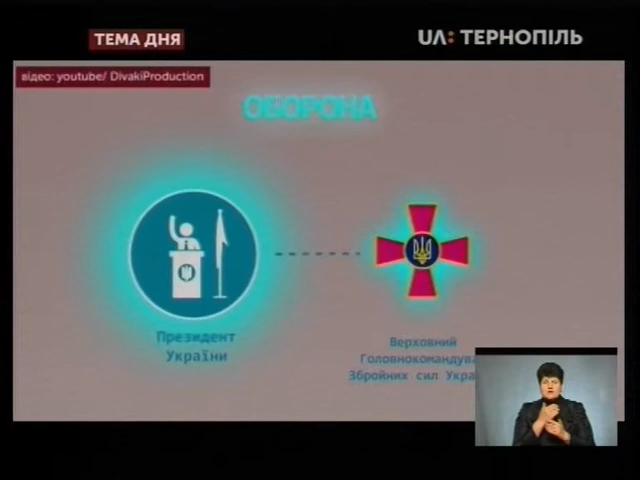 ТЕМА ДНЯ
UA: ТЕРНОПІЛЬ
відео: youtube/ DivakiProduction
ОБОРОНА
Президент
України
Верховний
Головнокомандува
Збройних сил Укра